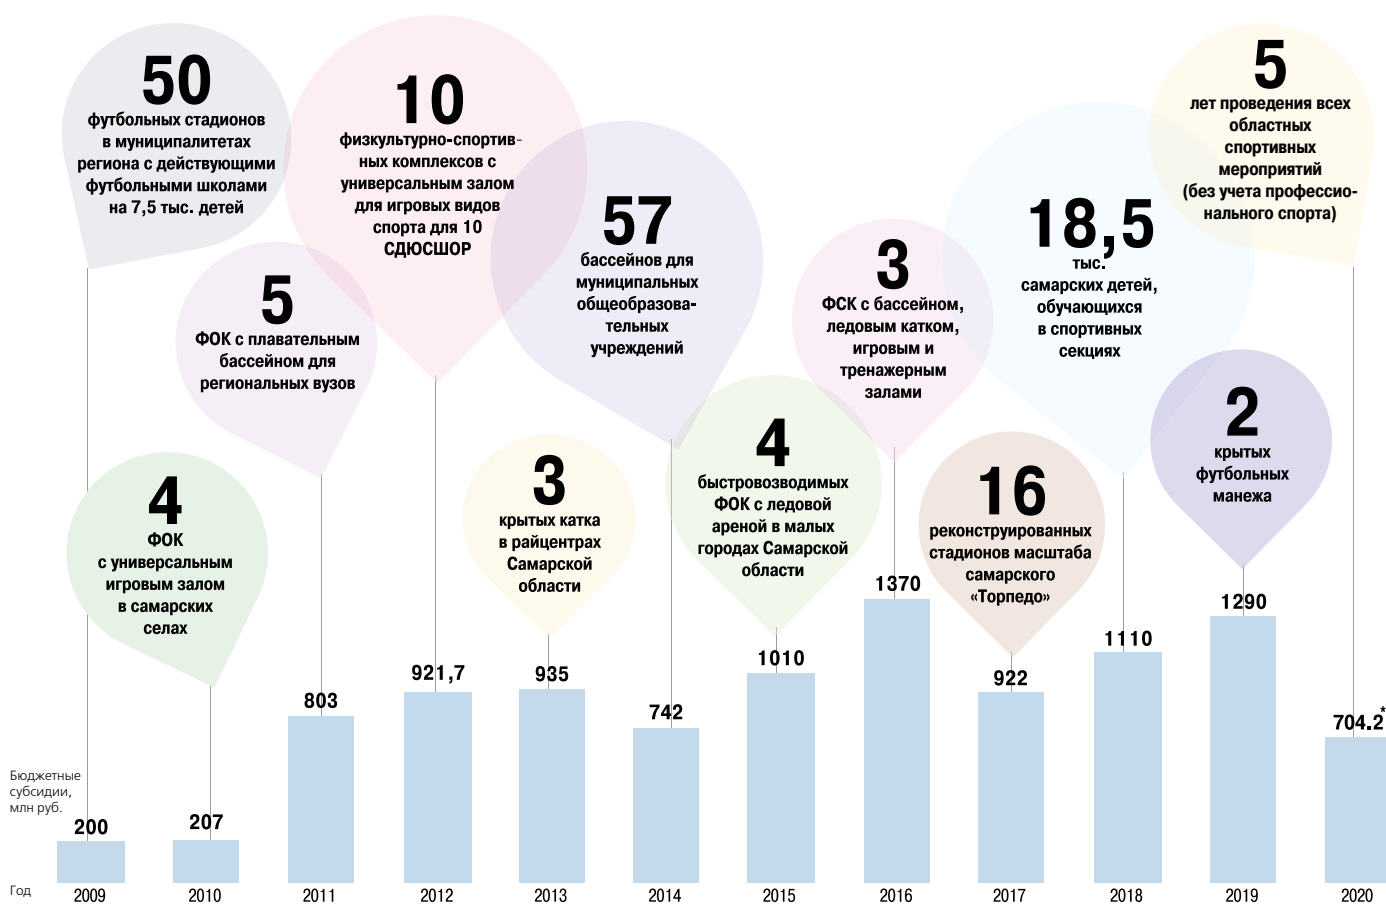 50
футбольных стадионов
в муниципалитетах
региона с действующими
футбольными школами
на 7,5 тыс. детей
4
ФОК
с универсальным
игровым залом
в самарских
селах
5
ФОК с плавательным
бассейном для
региональных вузов
10
физкультурно-спортив-
ных комплексов с
универсальным залом
для игровых видов
спорта для 10
СДЮСШОР
3
крытых катка
в райцентрах
Самарской
области
57
бассейнов для
муниципальных
общеобразова-
тельных
учреждений
4
быстровозводимых
ФОК с ледовой
ареной в малых
городах Самарской
области
3
ФСК с бассейном,
ледовым катком,
игровым и
тренажерным
залами
16
реконструированных
стадионов масштаба
самарского
«Торпедо»
18,5
тыс.
самарских детей,
обучающихся
в спортивных
секциях
2
крытых
футбольных
манежа
5
лет проведения всех
областных
спортивных
мероприятий
(без учета профессио-
нального спорта)
Бюджетные
субсидии,
млн руб.
200
207
803
921,7
935
742
1010
1370
922
1110
1290
704.2*
Год
2009
2010
2011
2012
2013
2014
2015
2016
2017
2018
2019
2020